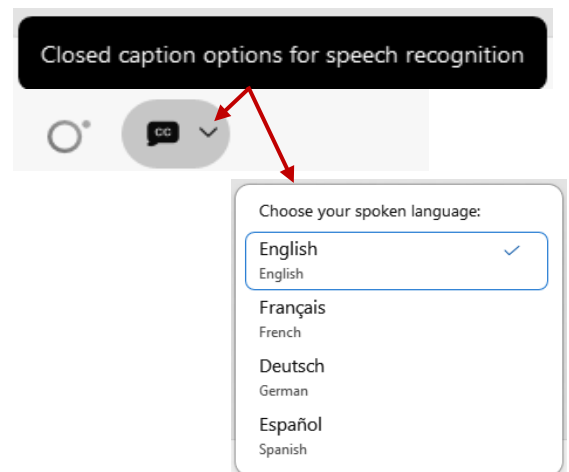 Closed caption options for speech recognition
CC
Choose your spoken language:
English
English
Français
French
Deutsch
German
Español
Spanish